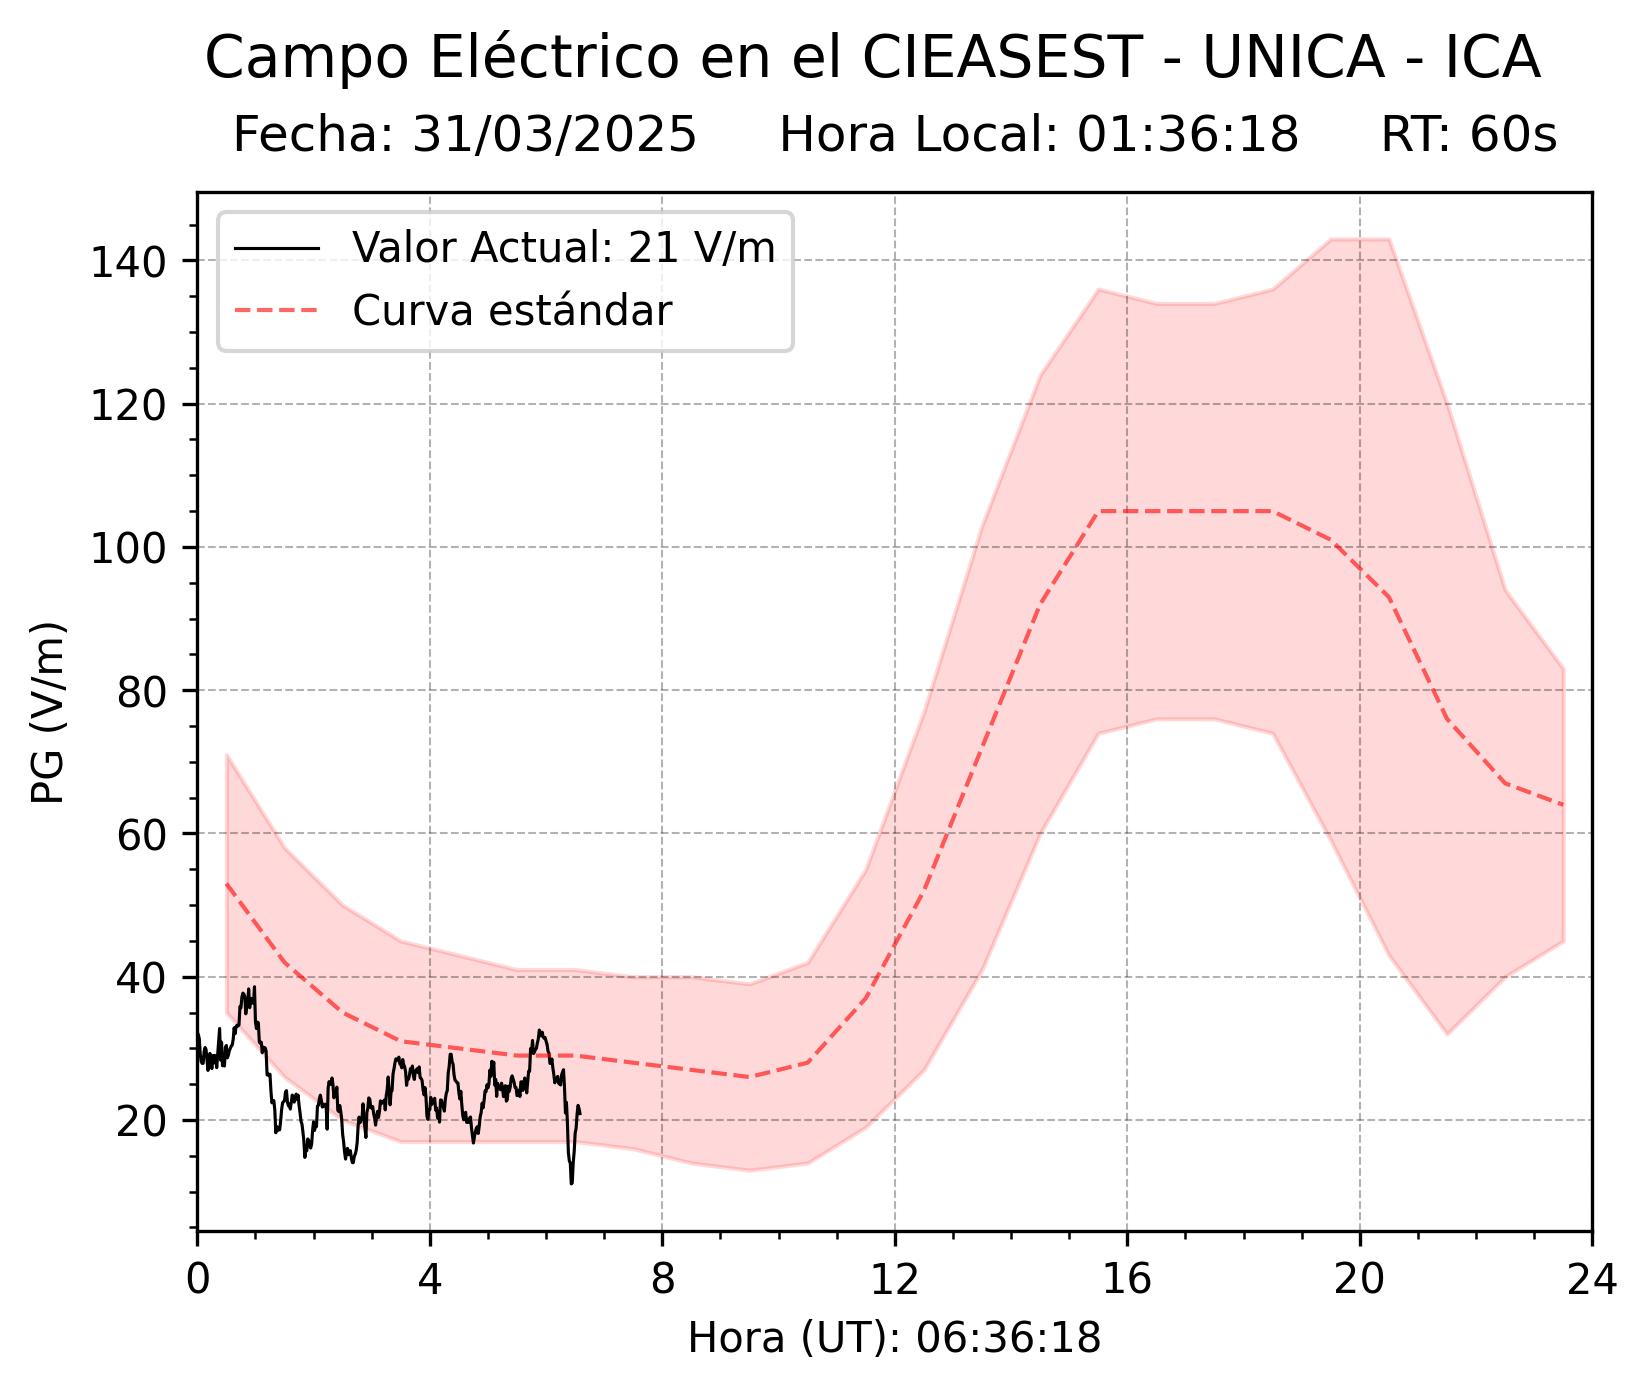 Campo Eléctrico en el CIEASEST - UNICA - ICA
Fecha: 31/03/2025 Hora Local: 01:36:18 RT: 60s
Valor Actual: 21 V/m
Curva estándar
140
120
100
80
60
40
20
PG (V/m)
0 4 8 12 16 20 24
Hora (UT): 06:36:18